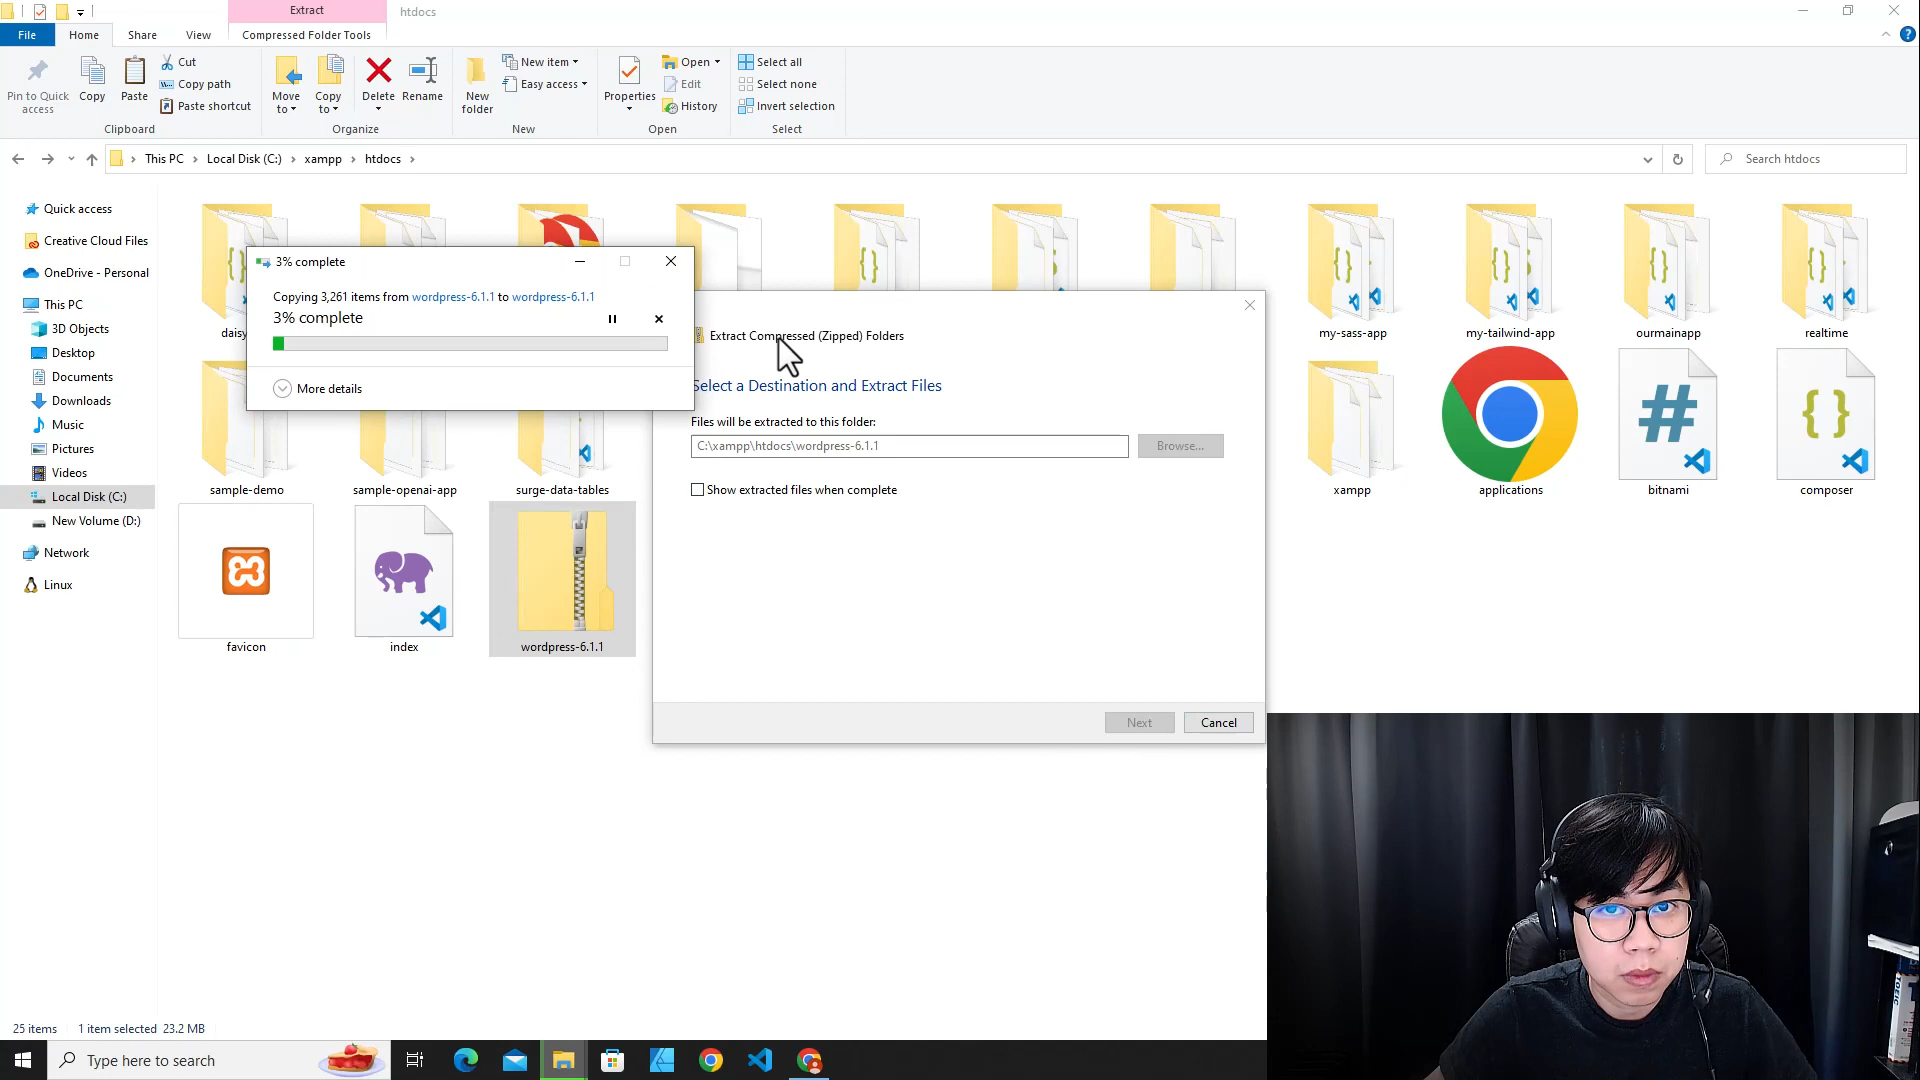 Extract
htdocs
File
Home
Share
View
Compressed Folder Tools
Pin to Quick access
Copy
Paste
Cut
Copy path
Paste shortcut
Clipboard
Move to
Copy to
Delete
Rename
Organize
New folder
New item
Easy access
New
Properties
Open
Edit
History
Open
Select all
Select none
Invert selection
Select
This PC
Local Disk (C:)
xampp
htdocs
Search htdocs
Quick access
Creative Cloud Files
OneDrive - Personal
This PC
3D Objects
Desktop
Documents
Downloads
Music
Pictures
Videos
Local Disk (C:)
New Volume (D:)
Network
Linux
daisy
my-sass-app
my-tailwind-app
ourmainapp
realtime
3% complete
Copying 3,261 items from wordpress-6.1.1 to wordpress-6.1.1
3% complete
More details
Extract Compressed (Zipped) Folders
Select a Destination and Extract Files
Files will be extracted to this folder:
C:\xampp\htdocs\wordpress-6.1.1
Browse...
Show extracted files when complete
Next
Cancel
sample-demo
sample-openai-app
surge-data-tables
xampp
applications
bitnami
composer
favicon
index
wordpress-6.1.1
25 items
1 item selected
23.2 MB
Type here to search
TOEIC